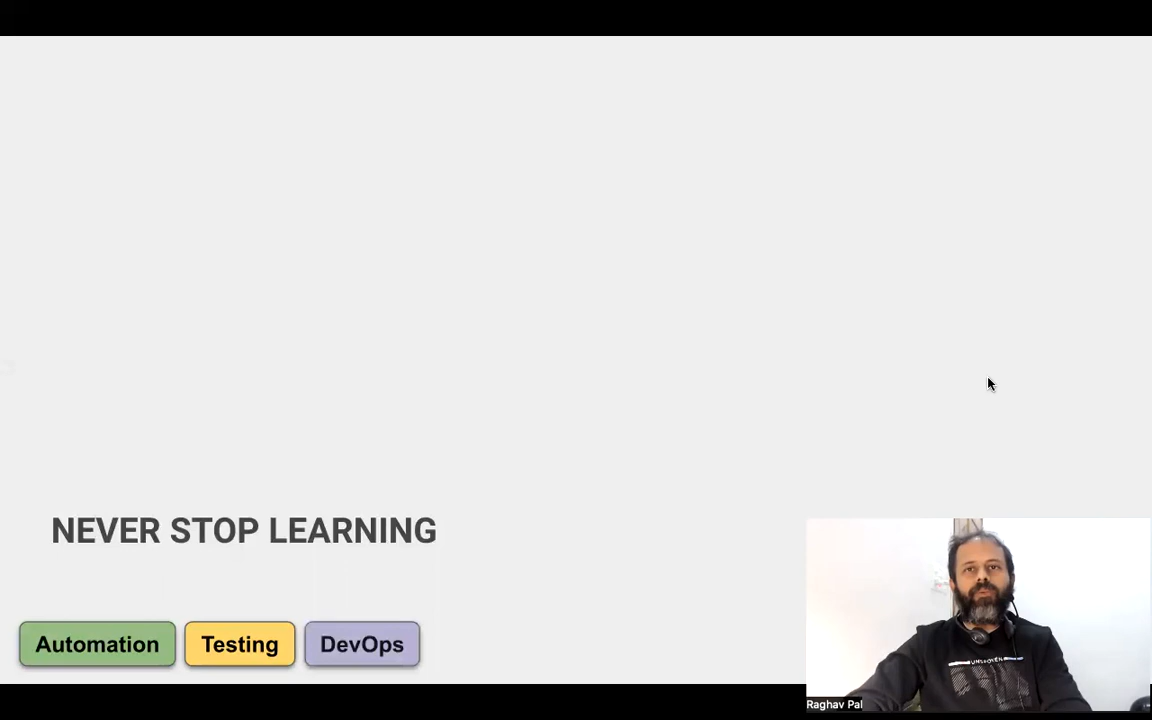 NEVER STOP LEARNING
Automation
Testing
DevOps
Raghav Pal